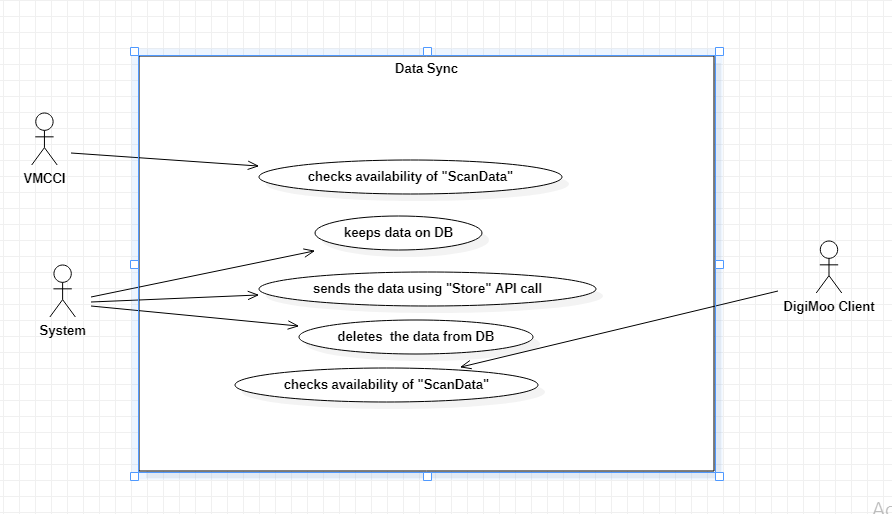 Data Sync
VMCCI
checks availability of "ScanData"
keeps data on DB
sends the data using "Store" API call
System
DigiMoo Client
deletes  the data from DB
checks availability of "ScanData"